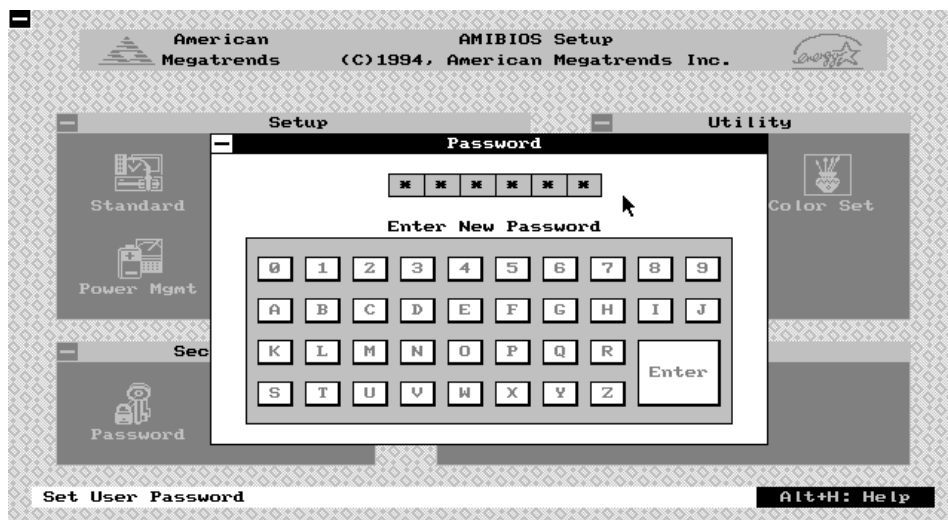 American AMIBIOS Setup
Megatrends (C)1994, American Megatrends Inc.
energy
Setup
Utility
Password
* * * * * *
Standard
Color Set
Enter New Password
0 1 2 3 4 5 6 7 8 9
Power Mgmt
A B C D E F G H I J
Sec
K L M N O P Q R
Enter
S T U V W X Y Z
Password
Set User Password
Alt+H: Help